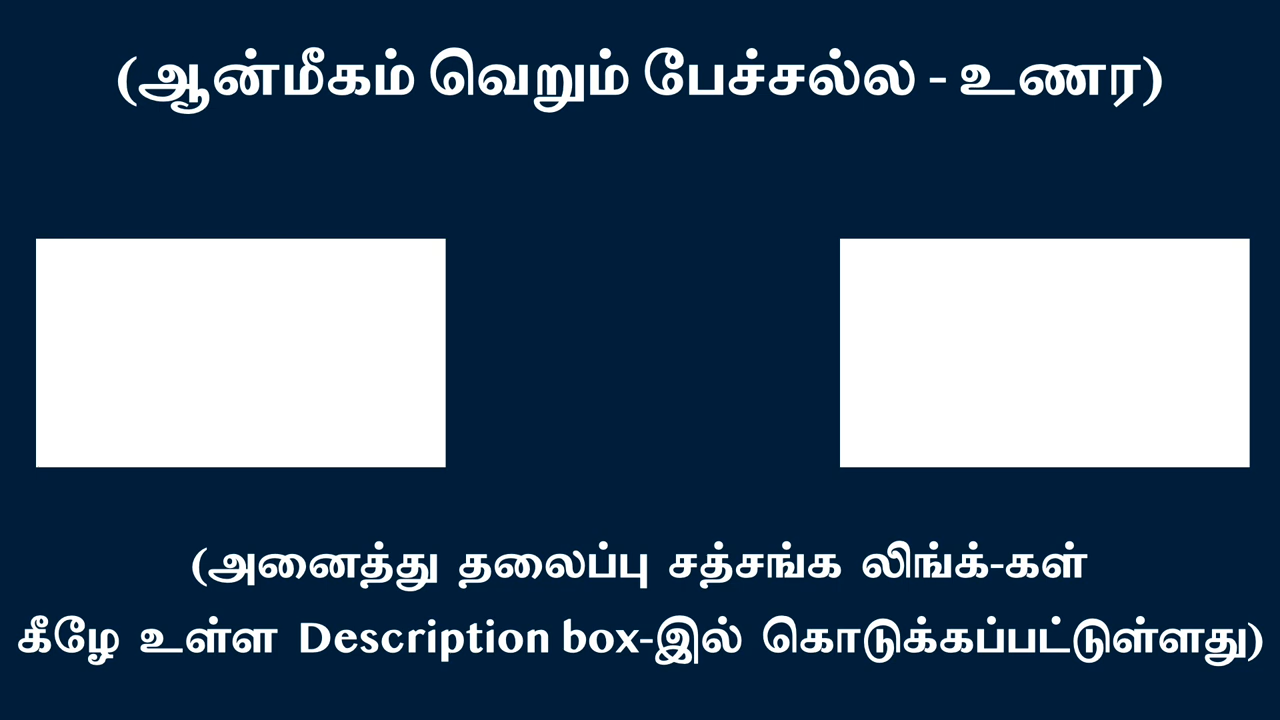 (ஆன்மீகம் வெறும் பேச்சல்ல - உணர)
(அனைத்து தலைப்பு சத்சங்க லிங்க்-கள்
கீழே உள்ள Description box-இல் கொடுக்கப்பட்டுள்ளது)